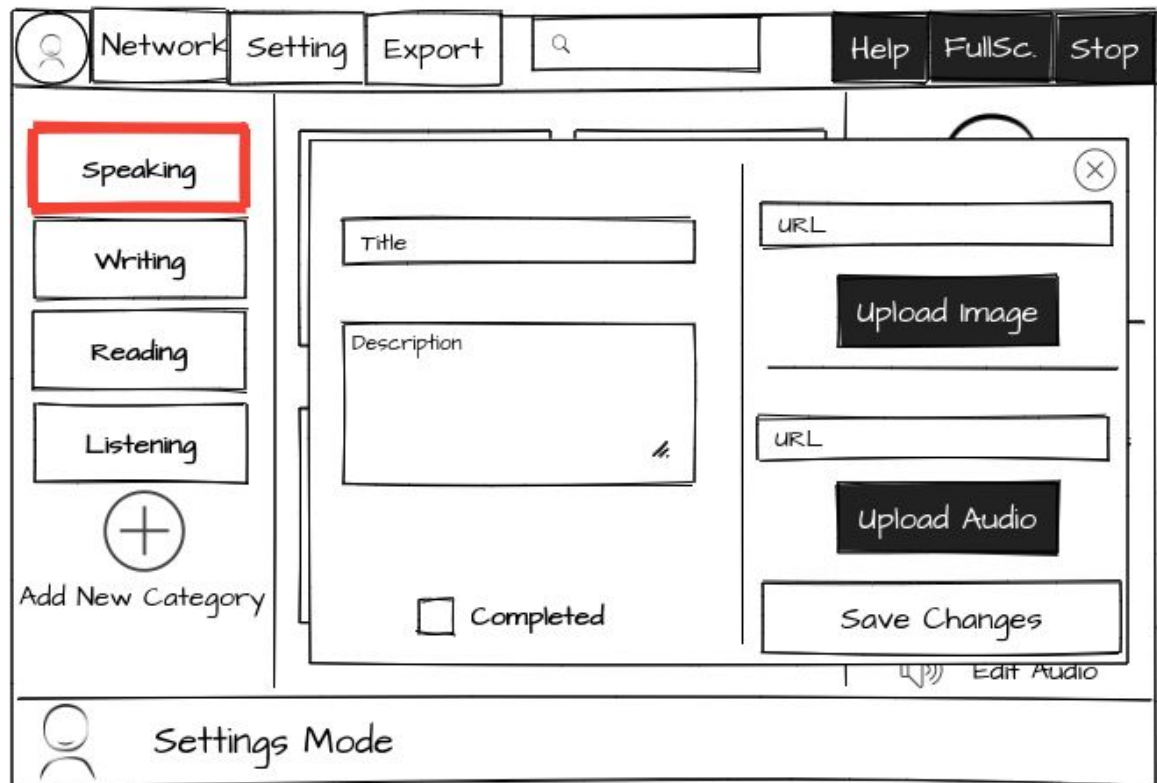 Network Setting Export Help FullSc. Stop
Speaking
Writing
Reading
Listening
Add New Category
Title
Description
Completed
URL
Upload Image
URL
Upload Audio
Save Changes
Edit Audio
Settings Mode